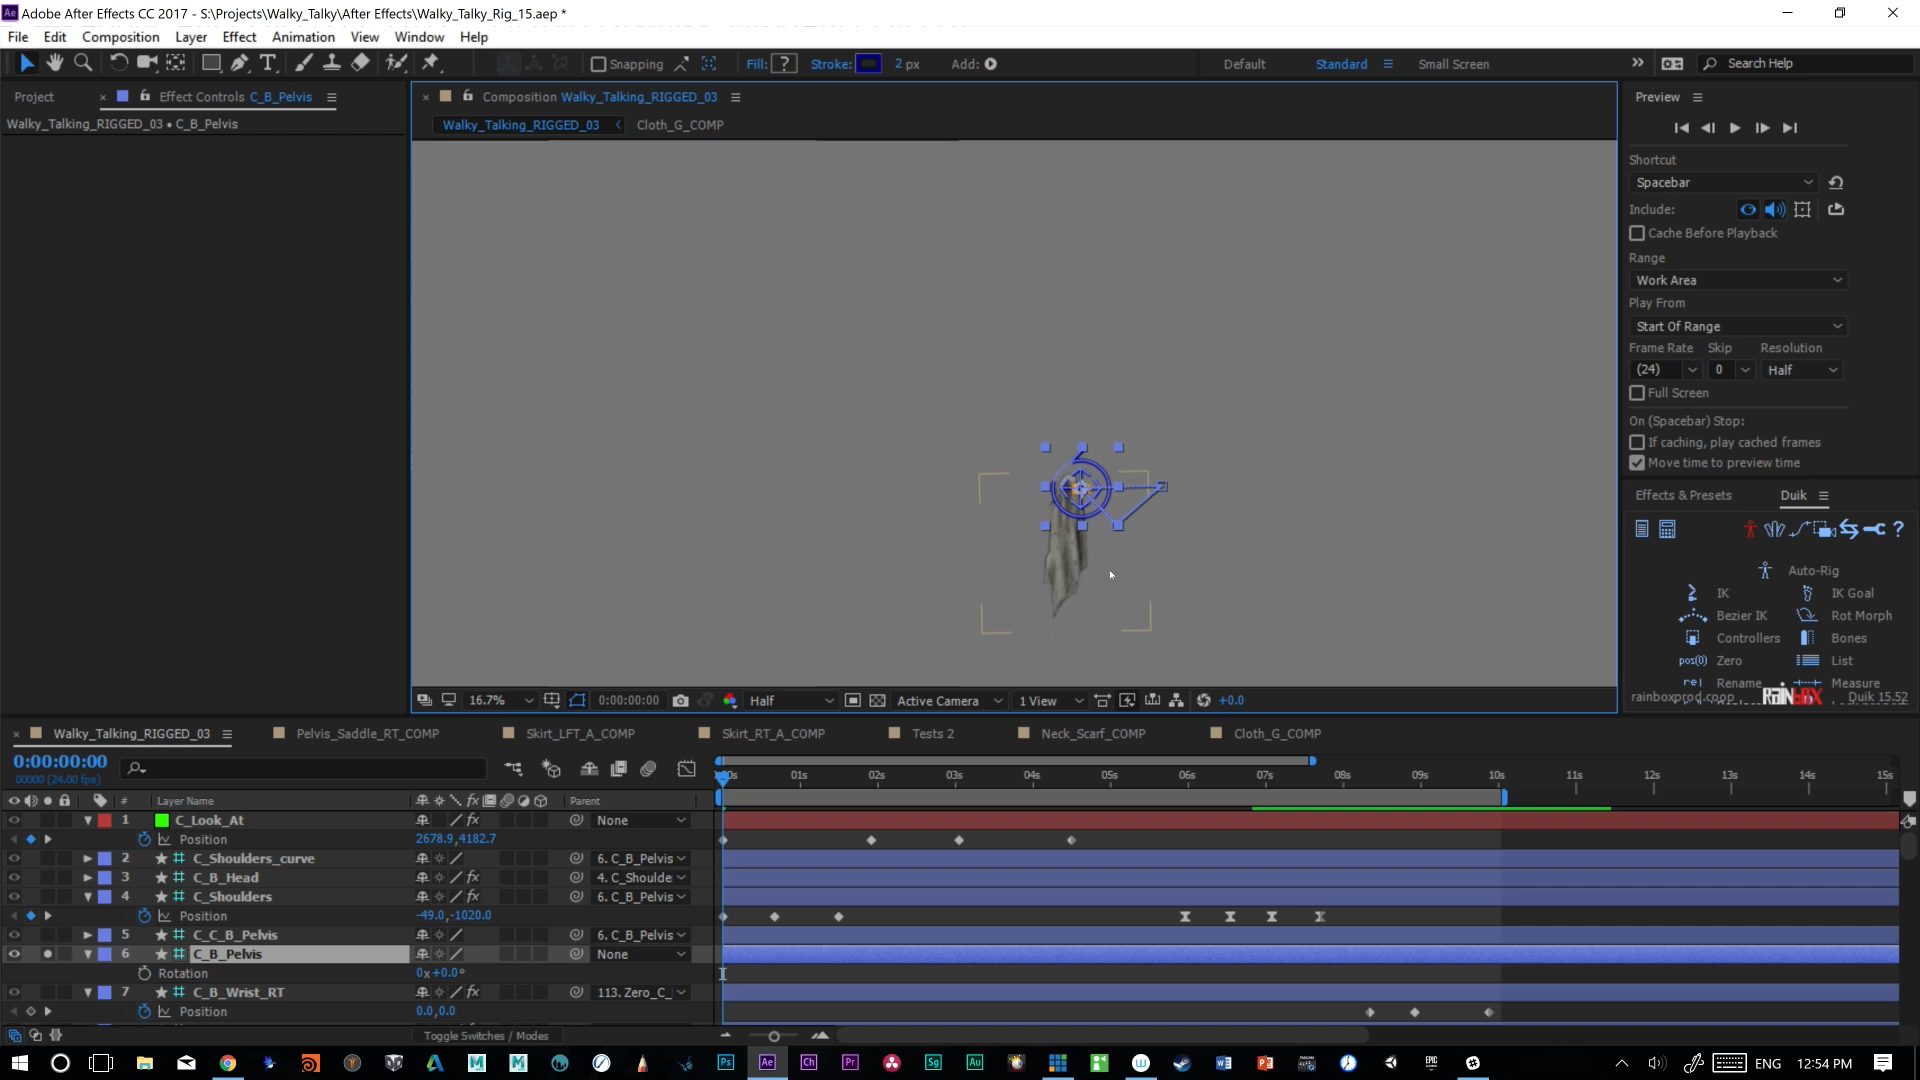 Adobe After Effects CC 2017 - S:\Projects\Walky_Talky\After Effects\Walky_Talky_Rig_15.aep *
File Edit Composition Layer Effect Animation View Window Help
Snapping Fill: ? Stroke: 2 px Add: Default Standard Small Screen Search Help
Project Effect Controls C_B_Pelvis Composition Walky_Talking_RIGGED_03 Preview
Walky_Talking_RIGGED_03 • C_B_Pelvis Walky_Talking_RIGGED_03 Cloth_G_COMP
Shortcut
Spacebar
Include:
Cache Before Playback
Range
Work Area
Play From
Start Of Range
Frame Rate Skip Resolution
(24) 0 Half
Full Screen
On (Spacebar) Stop:
If caching, play cached frames
Move time to preview time
Effects & Presets Duik
Auto-Rig
IK IK Goal
Bezier IK Rot Morph
Controllers Bones
pos(0) Zero List
rel Rename Measure
rainboxprod.coop RAINBOX Duik 15.52
16.7% 0:00:00:00 Half Active Camera 1 View +0.0
Walky_Talking_RIGGED_03 Pelvis_Saddle_RT_COMP Skirt_LFT_A_COMP Skirt_RT_A_COMP Tests 2 Neck_Scarf_COMP Cloth_G_COMP
0:00:00:00
00000 (24.00 fps)
01s 02s 03s 04s 05s 06s 07s 08s 09s 10s 11s 12s 13s 14s 15s
# Layer Name Parent
1 C_Look_At None
Position 2678.9,4182.7
2 C_Shoulders_curve 6. C_B_Pelvis
3 C_B_Head 4. C_Shoulde
4 C_Shoulders 6. C_B_Pelvis
Position -49.0,-1020.0
5 C_C_B_Pelvis 6. C_B_Pelvis
6 C_B_Pelvis None
Rotation 0x+0.0°
7 C_B_Wrist_RT 113. Zero_C_
Position 0.0,0.0
Toggle Switches / Modes
ENG 12:54 PM